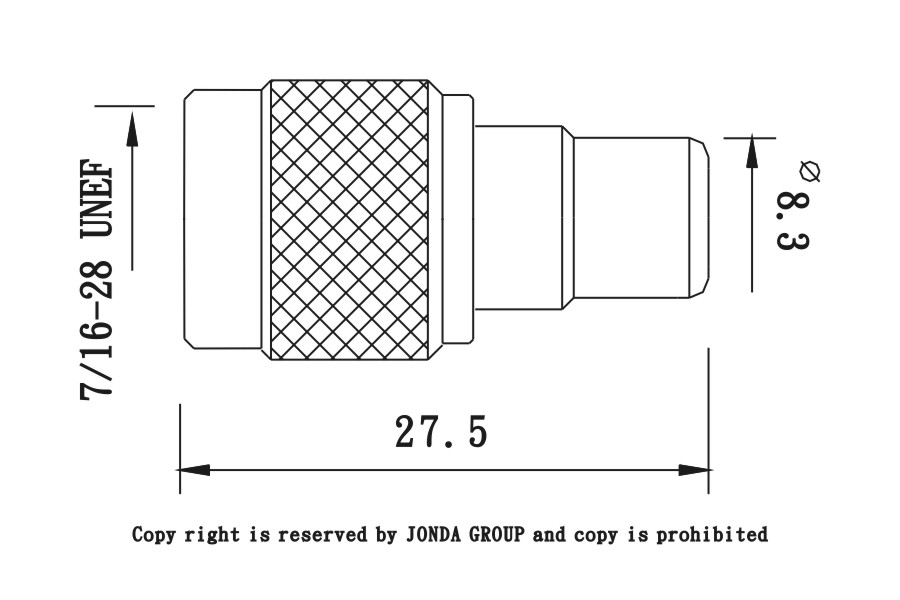 7/16-28 UNEF
⌀ 8.3
27.5
Copy right is reserved by JONDA GROUP and copy is prohibited